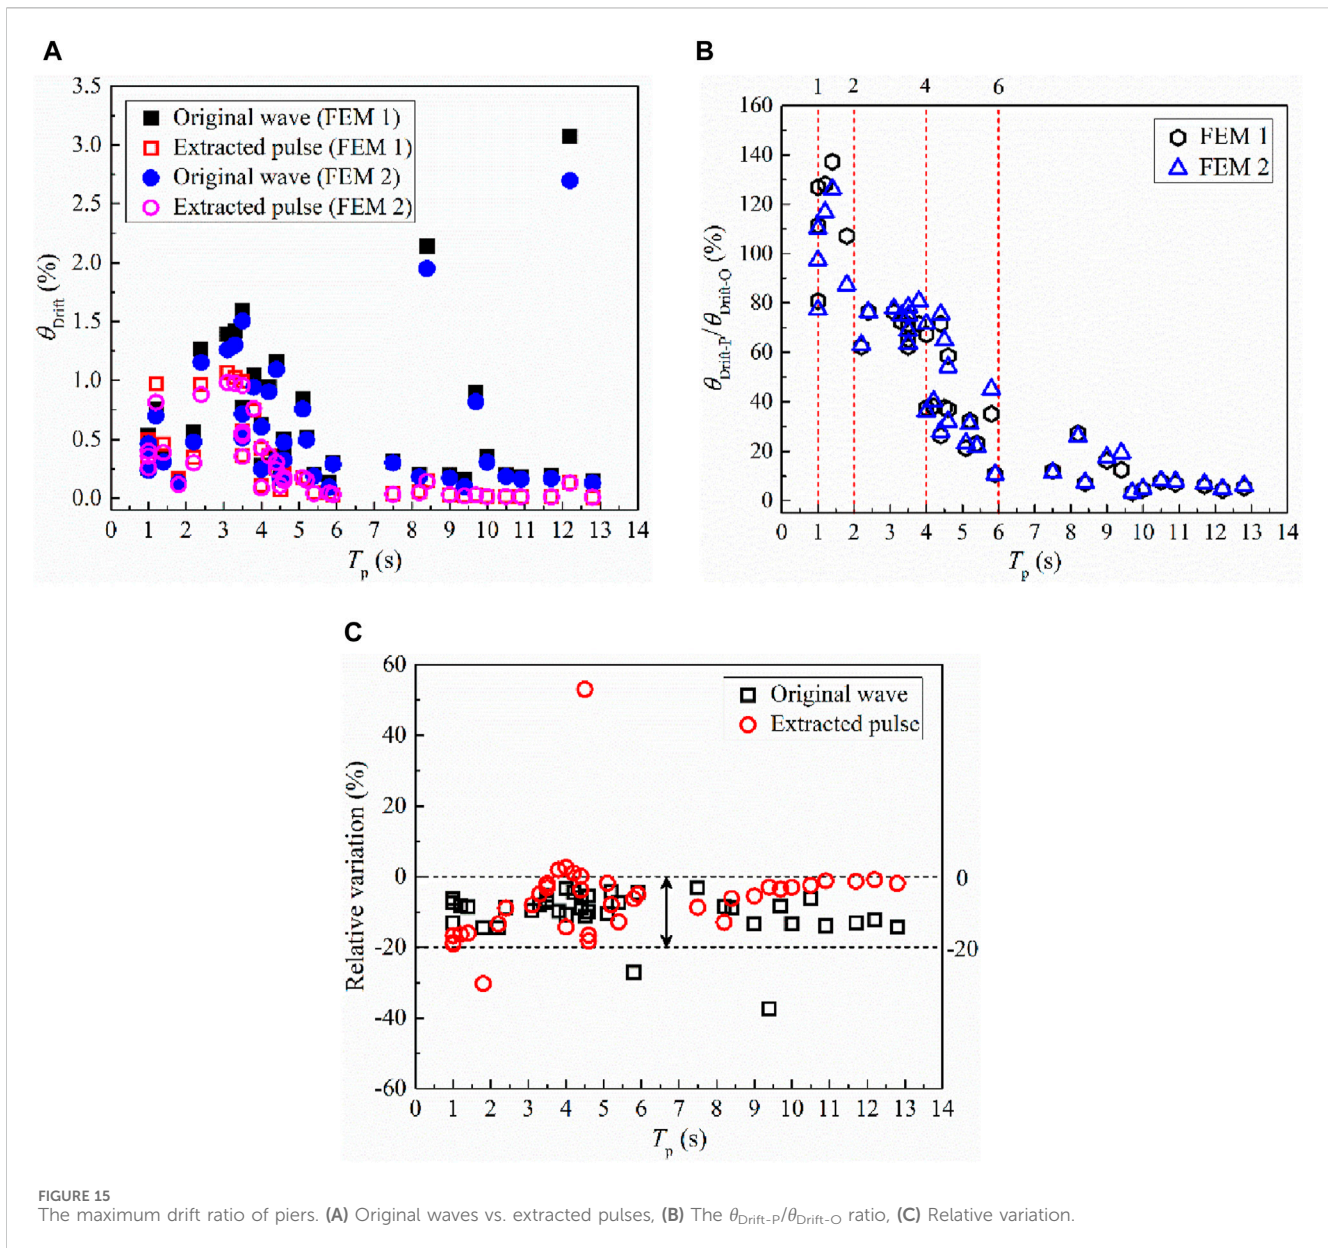 A
3.5
3.0
2.5
2.0
1.5
1.0
0.5
0.0
θDrift (%)
Original wave (FEM 1)
Extracted pulse (FEM 1)
Original wave (FEM 2)
Extracted pulse (FEM 2)
0 1 2 3 4 5 6 7 8 9 10 11 12 13 14
Tp (s)
B
1 2 4 6
160
140
120
100
80
60
40
20
0
θDrift-P/θDrift-O (%)
FEM 1
FEM 2
0 1 2 3 4 5 6 7 8 9 10 11 12 13 14
Tp (s)
C
60
40
20
0
-20
-40
-60
Relative variation (%)
Original wave
Extracted pulse
0
-20
0 1 2 3 4 5 6 7 8 9 10 11 12 13 14
Tp (s)
FIGURE 15
The maximum drift ratio of piers. (A) Original waves vs. extracted pulses, (B) The θDrift-P/θDrift-O ratio, (C) Relative variation.